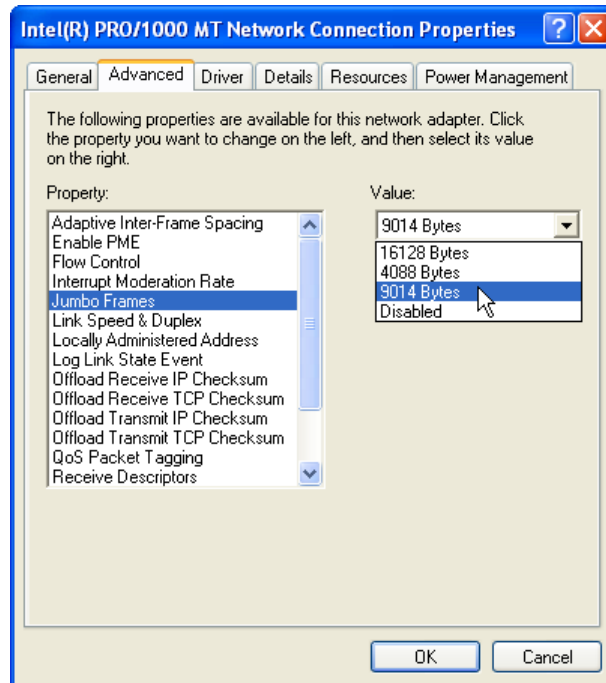 Intel(R) PRO/1000 MT Network Connection Properties
General Advanced Driver Details Resources Power Management
The following properties are available for this network adapter. Click
the property you want to change on the left, and then select its value
on the right.
Property:
Adaptive Inter-Frame Spacing
Enable PME
Flow Control
Interrupt Moderation Rate
Jumbo Frames
Link Speed & Duplex
Locally Administered Address
Log Link State Event
Offload Receive IP Checksum
Offload Receive TCP Checksum
Offload Transmit IP Checksum
Offload Transmit TCP Checksum
QoS Packet Tagging
Receive Descriptors
Value:
9014 Bytes
16128 Bytes
4088 Bytes
9014 Bytes
Disabled
OK Cancel